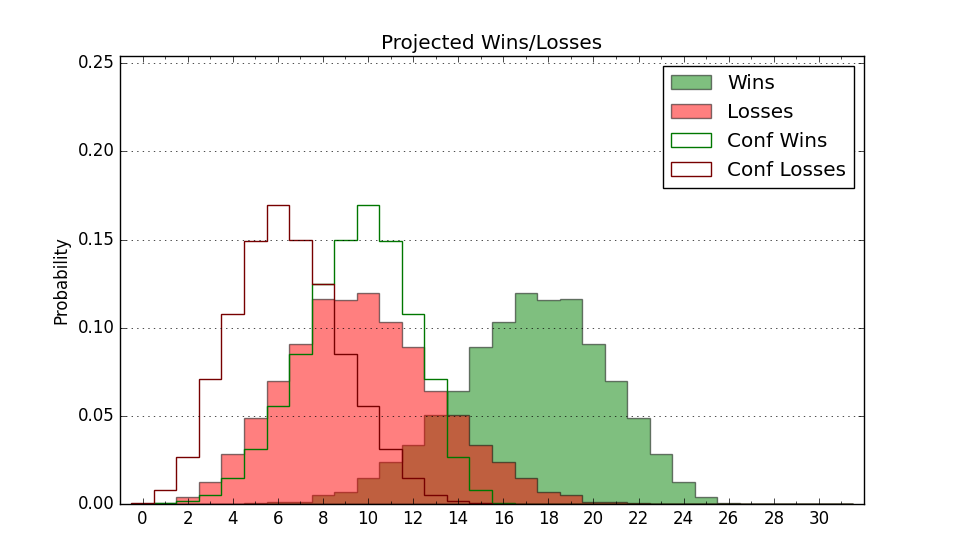 Projected Wins/Losses
0.25
0.20
0.15
0.10
0.05
0.00
Probability
Wins
Losses
Conf Wins
Conf Losses
0 2 4 6 8 10 12 14 16 18 20 22 24 26 28 30